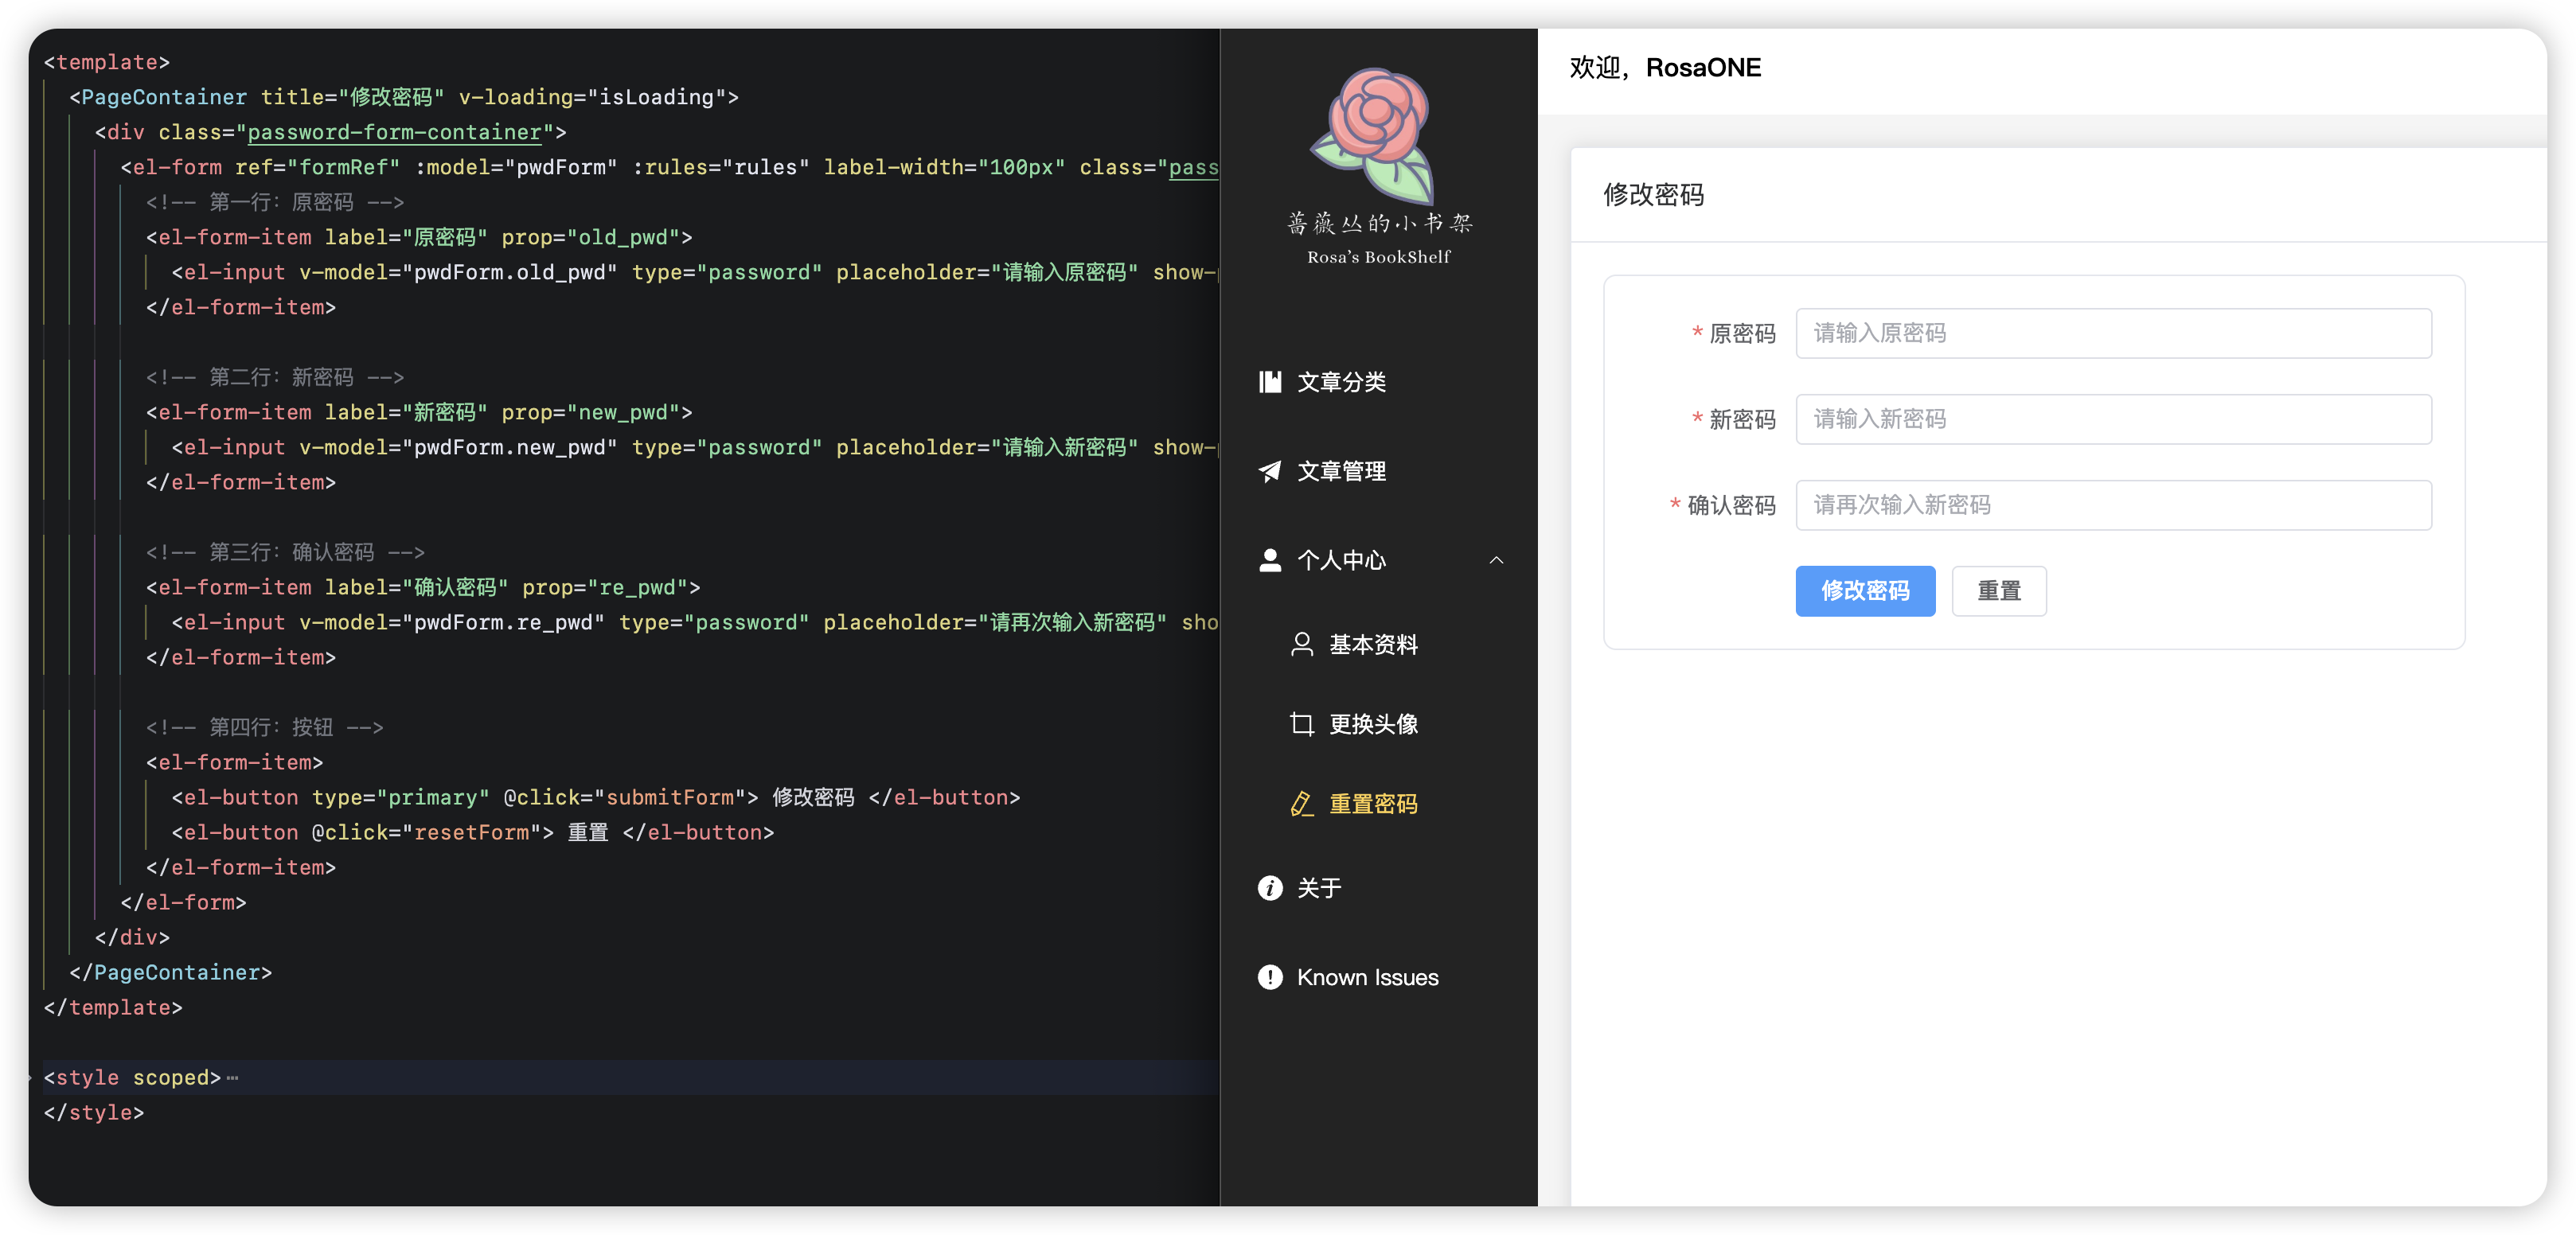 <template>
<PageContainer title="修改密码" v-loading="isLoading">
<div class="password-form-container">
<el-form ref="formRef" :model="pwdForm" :rules="rules" label-width="100px" class="pass
<!-- 第一行：原密码 -->
<el-form-item label="原密码" prop="old_pwd">
<el-input v-model="pwdForm.old_pwd" type="password" placeholder="请输入原密码" show-
</el-form-item>
<!-- 第二行：新密码 -->
<el-form-item label="新密码" prop="new_pwd">
<el-input v-model="pwdForm.new_pwd" type="password" placeholder="请输入新密码" show-
</el-form-item>
<!-- 第三行：确认密码 -->
<el-form-item label="确认密码" prop="re_pwd">
<el-input v-model="pwdForm.re_pwd" type="password" placeholder="请再次输入新密码" sho
</el-form-item>
<!-- 第四行：按钮 -->
<el-form-item>
<el-button type="primary" @click="submitForm"> 修改密码 </el-button>
<el-button @click="resetForm"> 重置 </el-button>
</el-form-item>
</el-form>
</div>
</PageContainer>
</template>
<style scoped>⋯
</style>
蔷薇丛的小书架
Rosa's BookShelf
文章分类
文章管理
个人中心
基本资料
更换头像
重置密码
关于
Known Issues
欢迎，RosaONE
修改密码
* 原密码 请输入原密码
* 新密码 请输入新密码
* 确认密码 请再次输入新密码
修改密码 重置